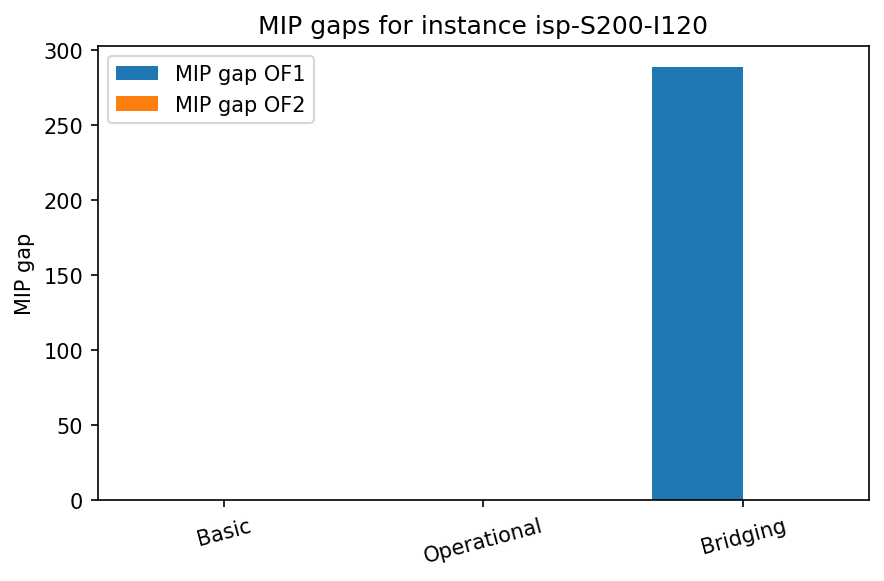 MIP gaps for instance isp-S200-I120
MIP gap OF1
MIP gap OF2
MIP gap
300
250
200
150
100
50
0
Basic
Operational
Bridging